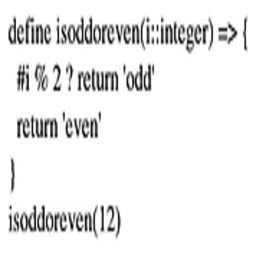 define isoddoreven(i::integer) => {
#i % 2 ? return 'odd'
return 'even'
}
isoddoreven(12)